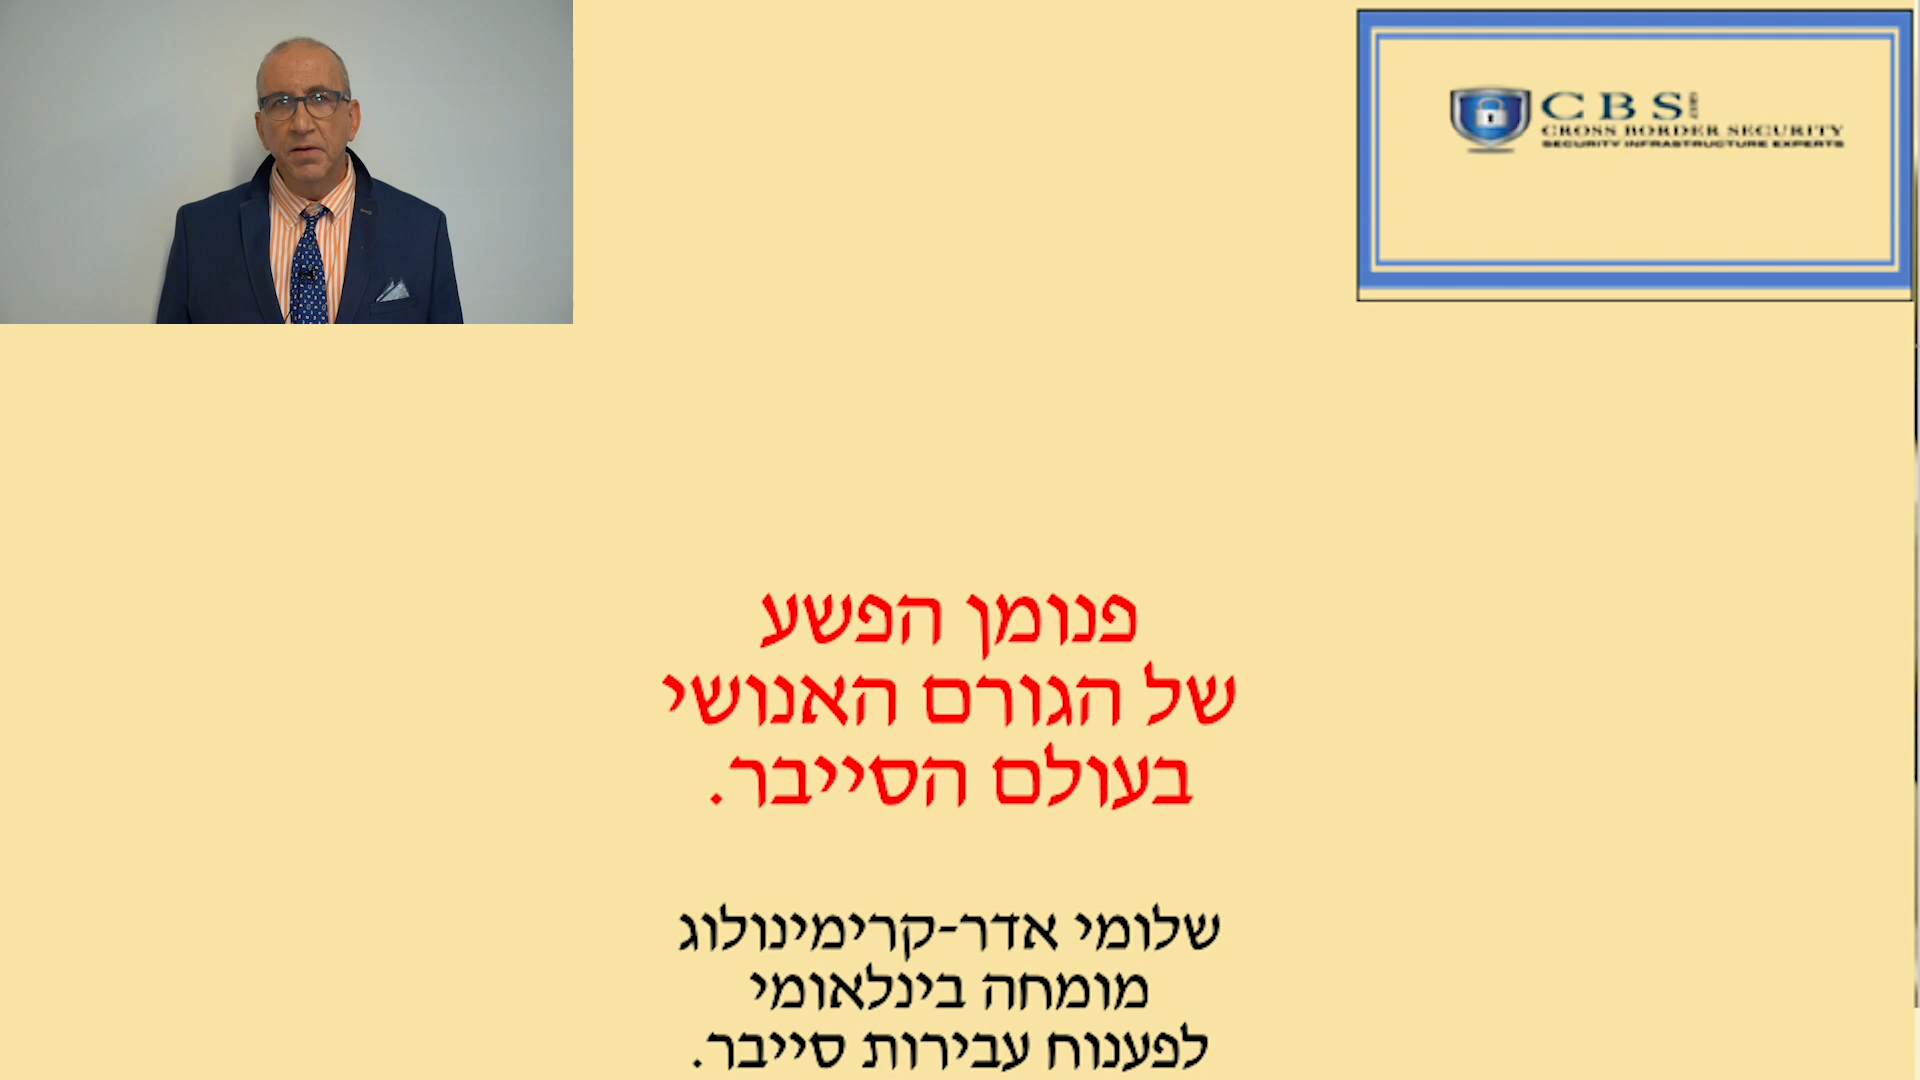 CBS
CROSS BORDER SECURITY
SECURITY INFRASTRUCTURE EXPERTS
פנומן הפשע
של הגורם האנושי
בעולם הסייבר.
שלומי אדר-קרימינולוג
מומחה בינלאומי
לפענוח עבירות סייבר.